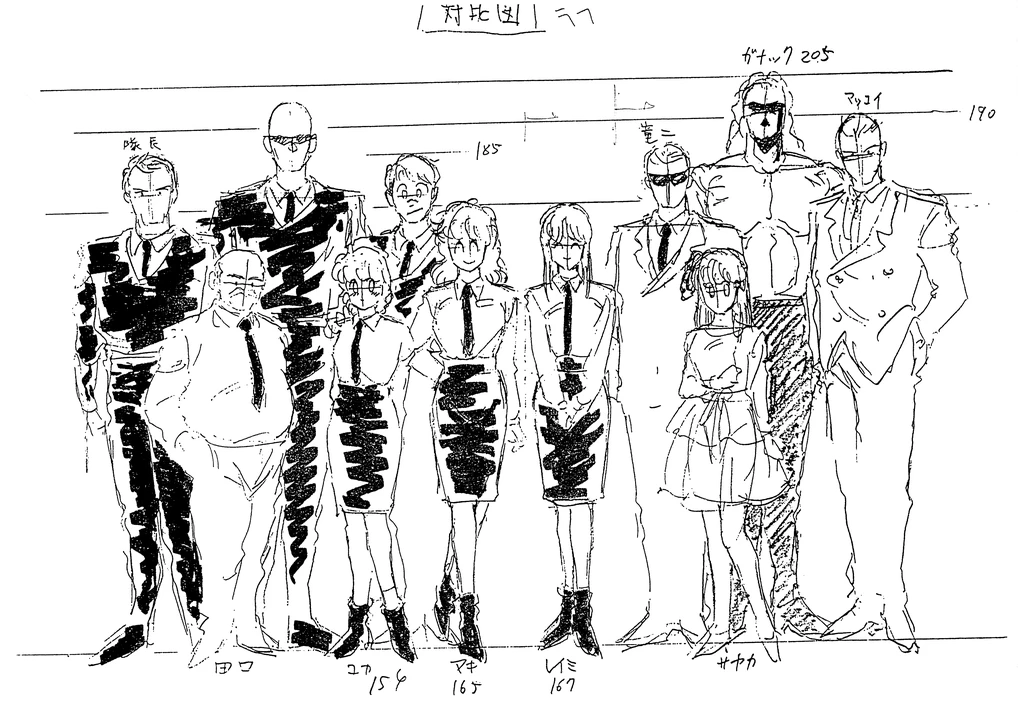 対比図 ラフ
ガナック 205
マッコイ
190
竜二
隊長
185
田口
ユカ
154
マキ
165
レイミ
167
サヤカ